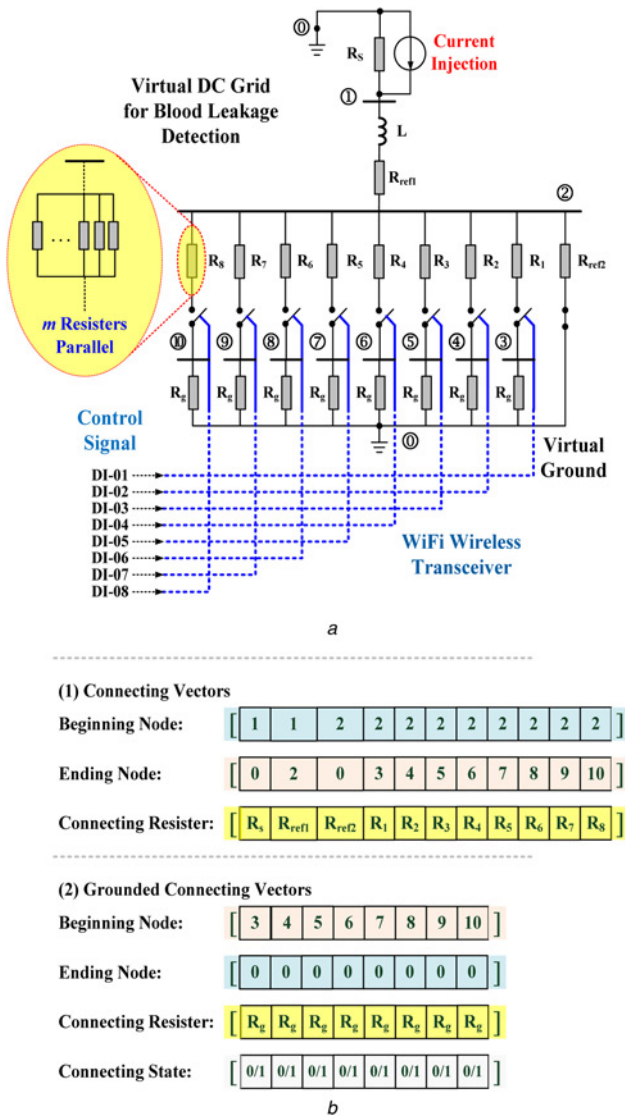 ⓪
R_S
Current
Injection
Virtual DC Grid
for Blood Leakage
Detection
①
L
R_ref1
②
R_8 R_7 R_6 R_5 R_4 R_3 R_2 R_1 R_ref2
...
m Resisters
Parallel
⑩ ⑨ ⑧ ⑦ ⑥ ⑤ ④ ③
R_g R_g R_g R_g R_g R_g R_g R_g
Control
Signal
⓪
Virtual
Ground
DI-01
DI-02
DI-03
DI-04
DI-05
DI-06
DI-07
DI-08
WiFi Wireless
Transceiver
a
(1) Connecting Vectors
Beginning Node: [ 1 1 2 2 2 2 2 2 2 2 2 ]
Ending Node: [ 0 2 0 3 4 5 6 7 8 9 10 ]
Connecting Resister: [ R_s R_ref1 R_ref2 R_1 R_2 R_3 R_4 R_5 R_6 R_7 R_8 ]
(2) Grounded Connecting Vectors
Beginning Node: [ 3 4 5 6 7 8 9 10 ]
Ending Node: [ 0 0 0 0 0 0 0 0 ]
Connecting Resister: [ R_g R_g R_g R_g R_g R_g R_g R_g ]
Connecting State: [ 0/1 0/1 0/1 0/1 0/1 0/1 0/1 0/1 ]
b